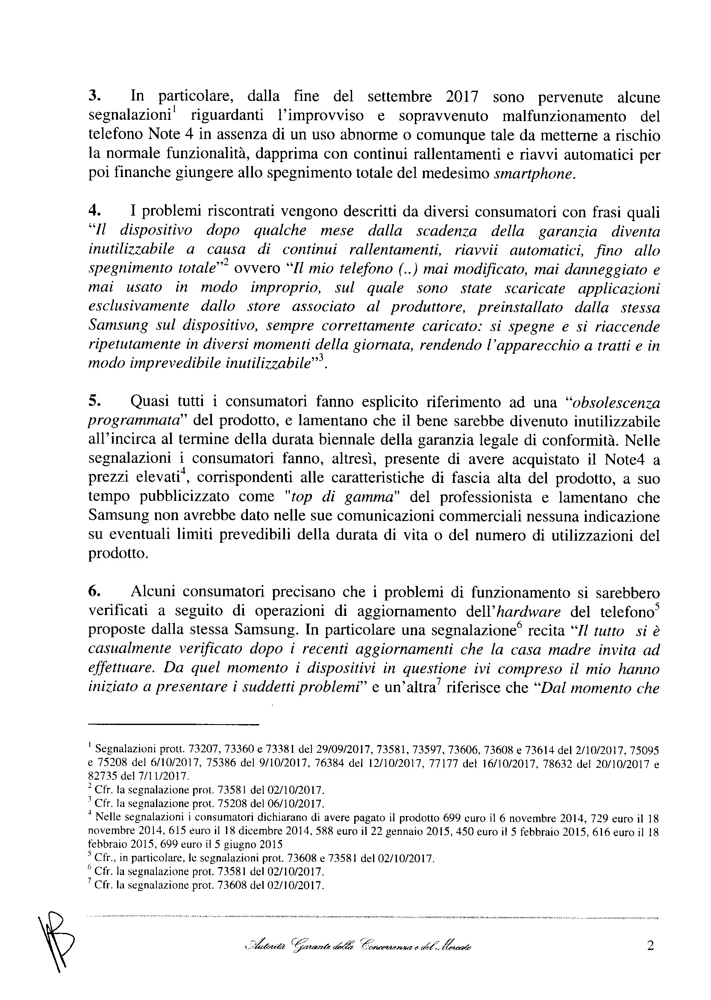 3. In particolare, dalla fine del settembre 2017 sono pervenute alcune
segnalazioni¹ riguardanti l'improvviso e sopravvenuto malfunzionamento del
telefono Note 4 in assenza di un uso abnorme o comunque tale da metterne a rischio
la normale funzionalità, dapprima con continui rallentamenti e riavvi automatici per
poi finanche giungere allo spegnimento totale del medesimo smartphone.
4. I problemi riscontrati vengono descritti da diversi consumatori con frasi quali
“Il dispositivo dopo qualche mese dalla scadenza della garanzia diventa
inutilizzabile a causa di continui rallentamenti, riavvii automatici, fino allo
spegnimento totale”² ovvero “Il mio telefono (..) mai modificato, mai danneggiato e
mai usato in modo improprio, sul quale sono state scaricate applicazioni
esclusivamente dallo store associato al produttore, preinstallato dalla stessa
Samsung sul dispositivo, sempre correttamente caricato: si spegne e si riaccende
ripetutamente in diversi momenti della giornata, rendendo l'apparecchio a tratti e in
modo imprevedibile inutilizzabile”³.
5. Quasi tutti i consumatori fanno esplicito riferimento ad una “obsolescenza
programmata” del prodotto, e lamentano che il bene sarebbe divenuto inutilizzabile
all'incirca al termine della durata biennale della garanzia legale di conformità. Nelle
segnalazioni i consumatori fanno, altresì, presente di avere acquistato il Note4 a
prezzi elevati⁴, corrispondenti alle caratteristiche di fascia alta del prodotto, a suo
tempo pubblicizzato come "top di gamma" del professionista e lamentano che
Samsung non avrebbe dato nelle sue comunicazioni commerciali nessuna indicazione
su eventuali limiti prevedibili della durata di vita o del numero di utilizzazioni del
prodotto.
6. Alcuni consumatori precisano che i problemi di funzionamento si sarebbero
verificati a seguito di operazioni di aggiornamento dell'hardware del telefono⁵
proposte dalla stessa Samsung. In particolare una segnalazione⁶ recita “Il tutto si è
casualmente verificato dopo i recenti aggiornamenti che la casa madre invita ad
effettuare. Da quel momento i dispositivi in questione ivi compreso il mio hanno
iniziato a presentare i suddetti problemi” e un'altra⁷ riferisce che “Dal momento che
¹ Segnalazioni prott. 73207, 73360 e 73381 del 29/09/2017, 73581, 73597, 73606, 73608 e 73614 del 2/10/2017, 75095
e 75208 del 6/10/2017, 75386 del 9/10/2017, 76384 del 12/10/2017, 77177 del 16/10/2017, 78632 del 20/10/2017 e
82735 del 7/11/2017.
² Cfr. la segnalazione prot. 73581 del 02/10/2017.
³ Cfr. la segnalazione prot. 75208 del 06/10/2017.
⁴ Nelle segnalazioni i consumatori dichiarano di avere pagato il prodotto 699 euro il 6 novembre 2014, 729 euro il 18
novembre 2014, 615 euro il 18 dicembre 2014, 588 euro il 22 gennaio 2015, 450 euro il 5 febbraio 2015, 616 euro il 18
febbraio 2015, 699 euro il 5 giugno 2015
⁵ Cfr., in particolare, le segnalazioni prot. 73608 e 73581 del 02/10/2017.
⁶ Cfr. la segnalazione prot. 73581 del 02/10/2017.
⁷ Cfr. la segnalazione prot. 73608 del 02/10/2017.
Autorità Garante della Concorrenza e del Mercato
2